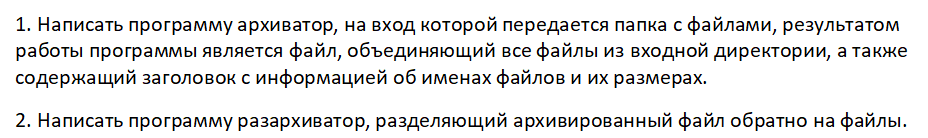 1. Написать программу архиватор, на вход которой передается папка с файлами, результатом
работы программы является файл, объединяющий все файлы из входной директории, а также
содержащий заголовок с информацией об именах файлов и их размерах.
2. Написать программу разархиватор, разделяющий архивированный файл обратно на файлы.